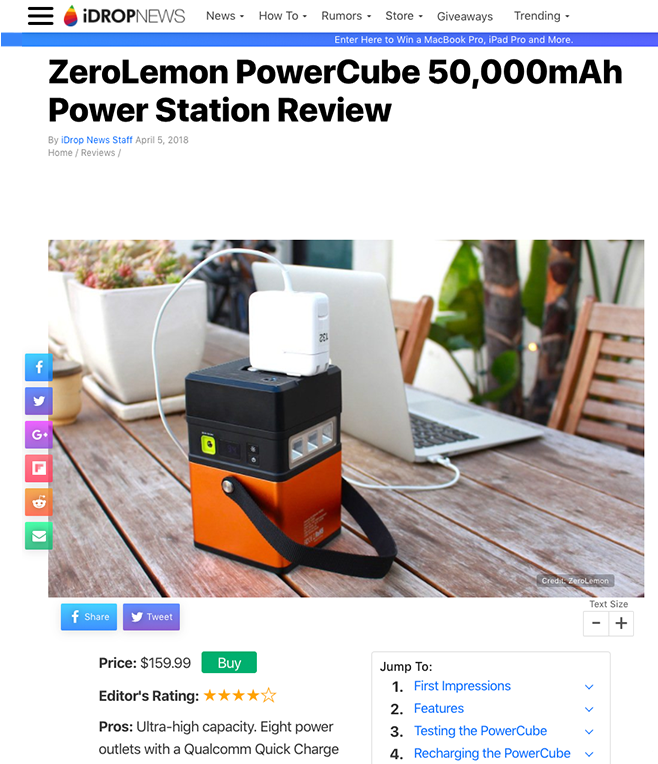 iDROPNEWS
News How To Rumors Store Giveaways Trending
Enter Here to Win a MacBook Pro, iPad Pro and More.
ZeroLemon PowerCube 50,000mAh
Power Station Review
By iDrop News Staff April 5, 2018
Home / Reviews /
132
G+
Credit: ZeroLemon
Share Tweet
Text Size
- +
Price: $159.99 Buy
Editor's Rating: ★★★★☆
Pros: Ultra-high capacity. Eight power
outlets with a Qualcomm Quick Charge
Jump To:
1. First Impressions
2. Features
3. Testing the PowerCube
4. Recharging the PowerCube